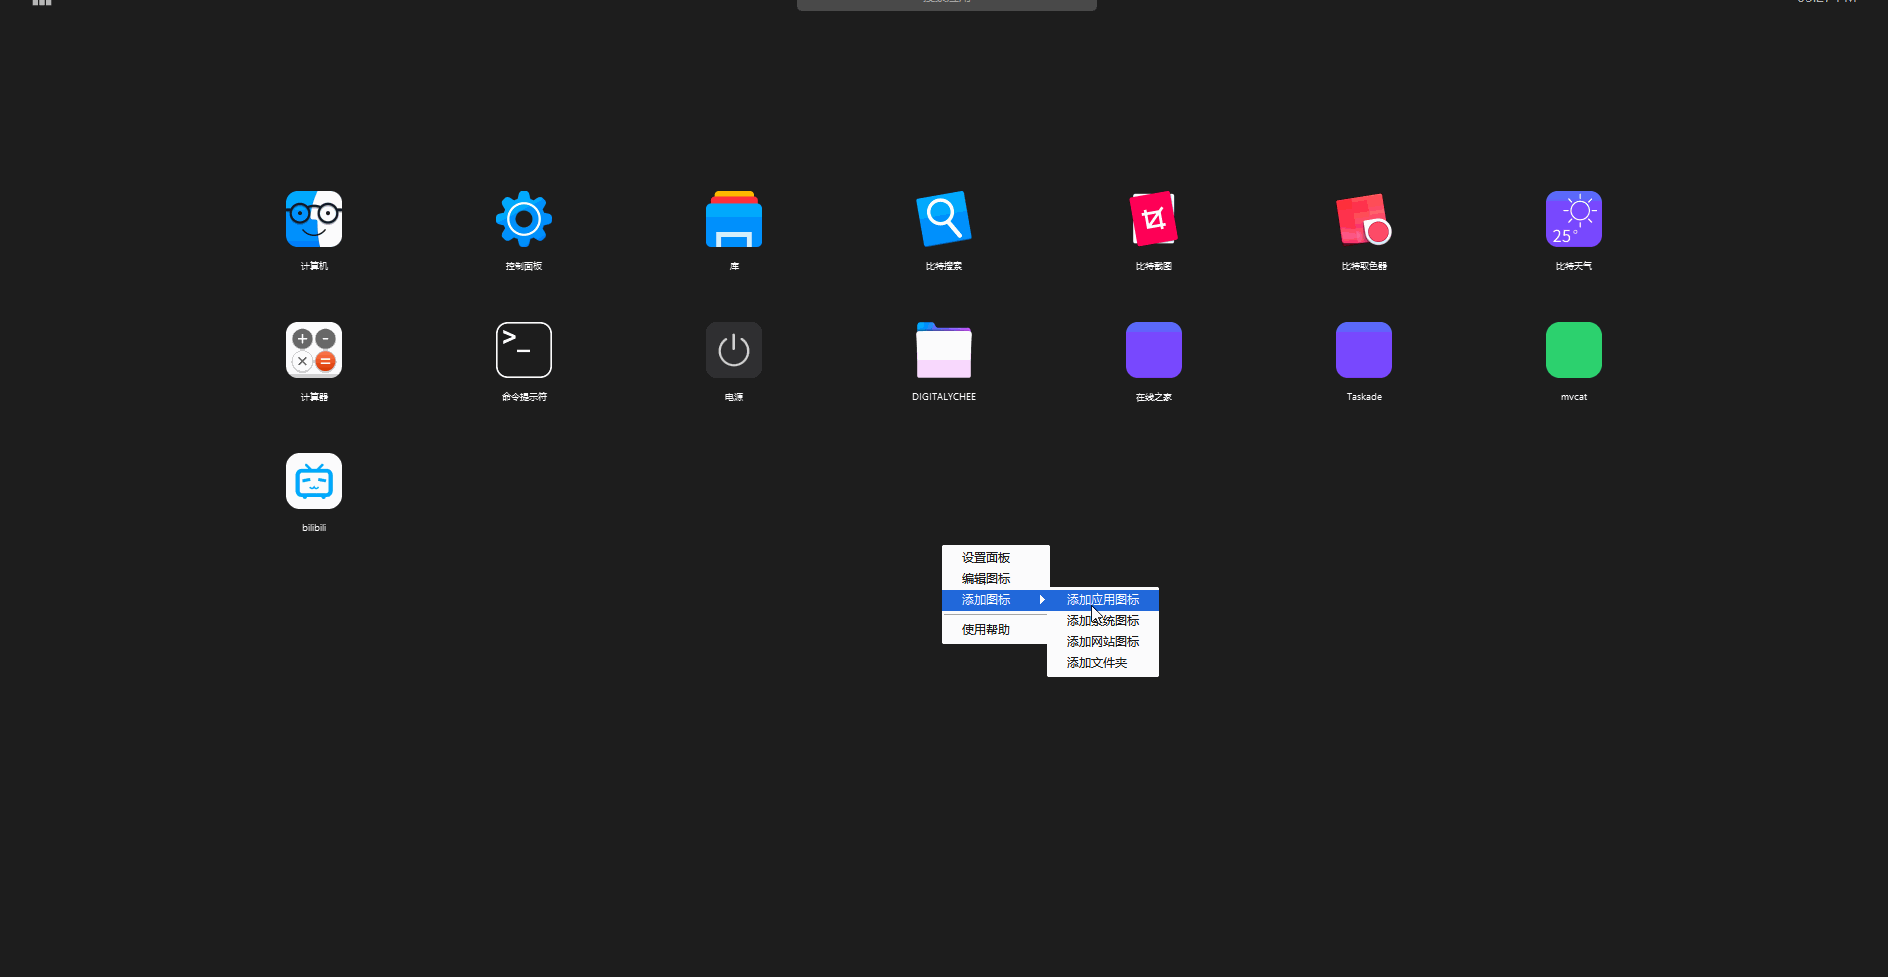 计算机
控制面板
库
比特搜索
比特截图
比特取色器
25°
比特天气
计算器
命令提示符
电源
DIGITALYCHEE
在线之家
Taskade
mvcat
bilibili
设置面板
编辑图标
添加图标
使用帮助
添加应用图标
添加系统图标
添加网站图标
添加文件夹